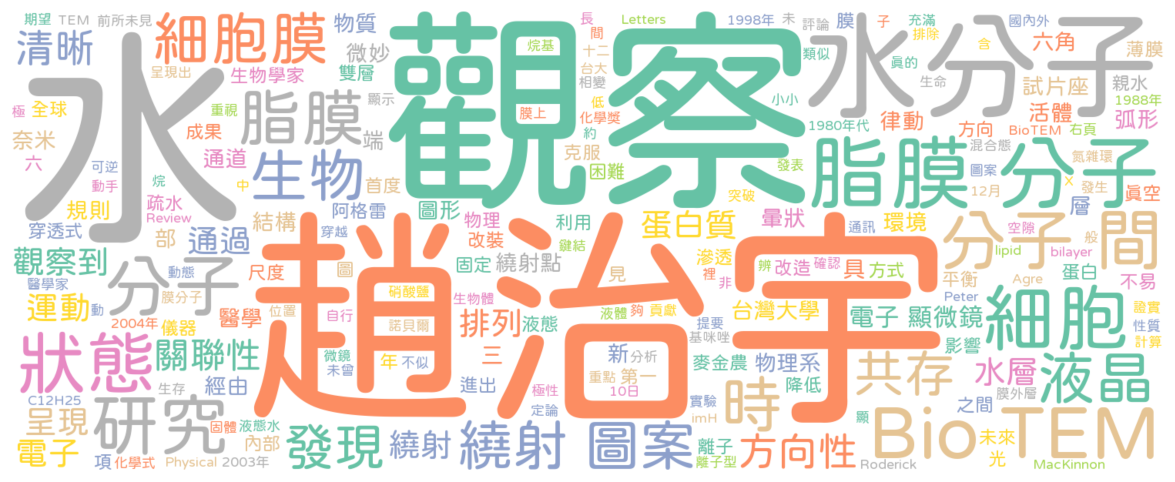 期望 TEM 前所未見 物質 細胞膜 觀察 水分子 長 Letters 1998年 未 評論 膜 子 充滿 國內外 含
清晰 微妙 烷基 間 十二 類似 排除 六角 薄膜
呈現出 生物學家 雙層 台大 相變 真的 生命 試片座 親水
水 脂膜 顯示 低 小小 活體 1988年
極 全球 重視 膜上 化學獎 1980年代 律動 方向 BioTEM 右頁 弧形
奈米 成果 端 約 混合態 氮雜環
六 可逆 通道 生物 首度 克服 困難 發表 脂膜 分子 圖案 12月 × 發生 層 真空
動手 烷 疏水 中 阿格雷 圖形 利用 蛋白質 突破 暈狀 通訊 環境 分子 間 空隙 般
規則 Review 結構 穿越 物理 改裝 鍵結
穿透式 部 通過 滲透 辨 改造 確認 具 方式 lipid bilayer
觀察到 分子 動態 尺度 圖 固定 繞射點 見 裡 非 平衡 蛋白 Agre 不易
醫學家 膜分子 位置 硝酸鹽 生物體 趙治宇 液體 夠 貢獻 台灣大學 電子 顯微鏡 Peter 細胞 證實
運動 動 2004年 儀器 醫學 自行 諾貝爾 排列 液態 提要 基咪唑 性質
狀態 關聯性 微鏡 未曾 年 不似 三 新 分析 麥金農 物理系 影響 計算
生存 經由 進出 極性 重點 第一 降低 共存 水層 液晶
C12H25 定論 10日 實驗 時 膜外層
呈現 研究 固體 液態水 imH 顯 之間
電子 項 化學式 內部 Physical 2003年 發現 繞射 繞射 圖案 離子 離子型 方向性 BioTEM Roderick 未來 光 MacKinnon